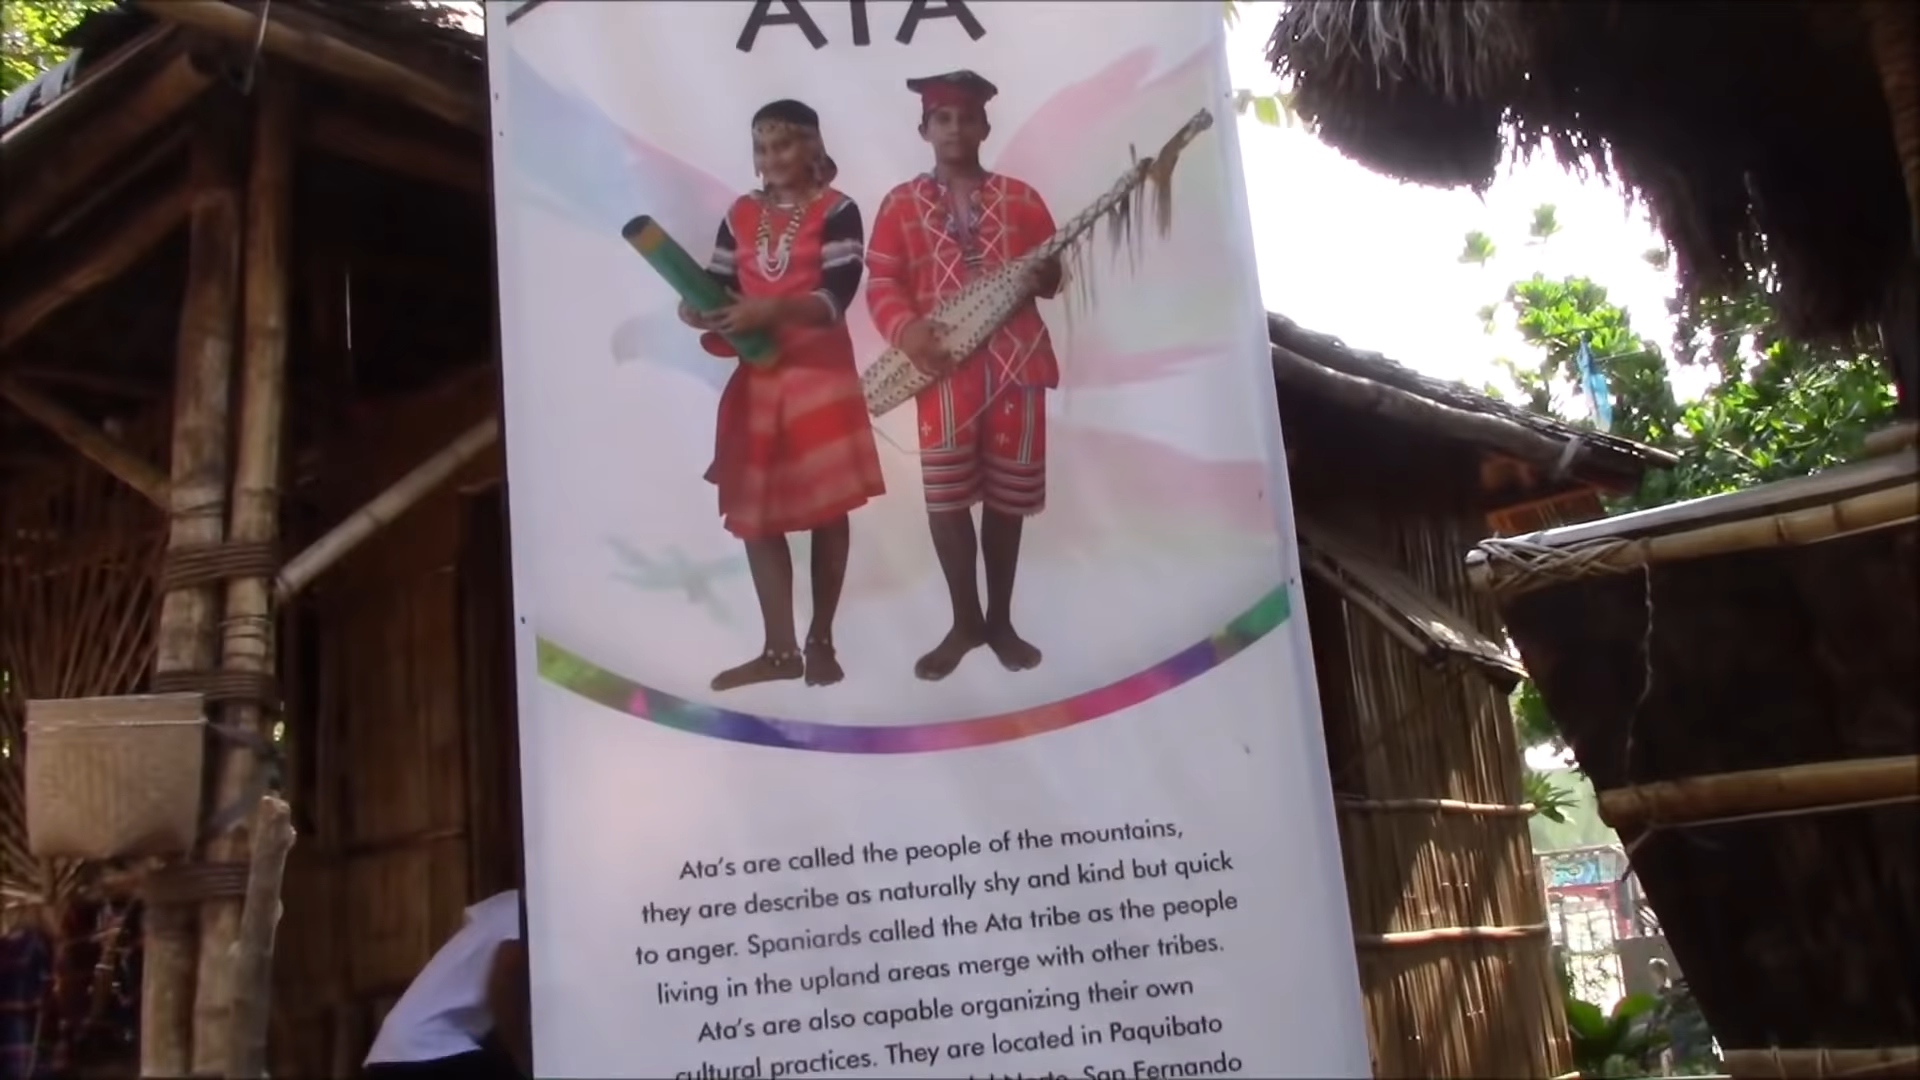 ATA
Ata's are called the people of the mountains,
they are describe as naturally shy and kind but quick
to anger. Spaniards called the Ata tribe as the people
living in the upland areas merge with other tribes.
Ata's are also capable organizing their own
cultural practices. They are located in Paquibato
del Norte, San Fernando